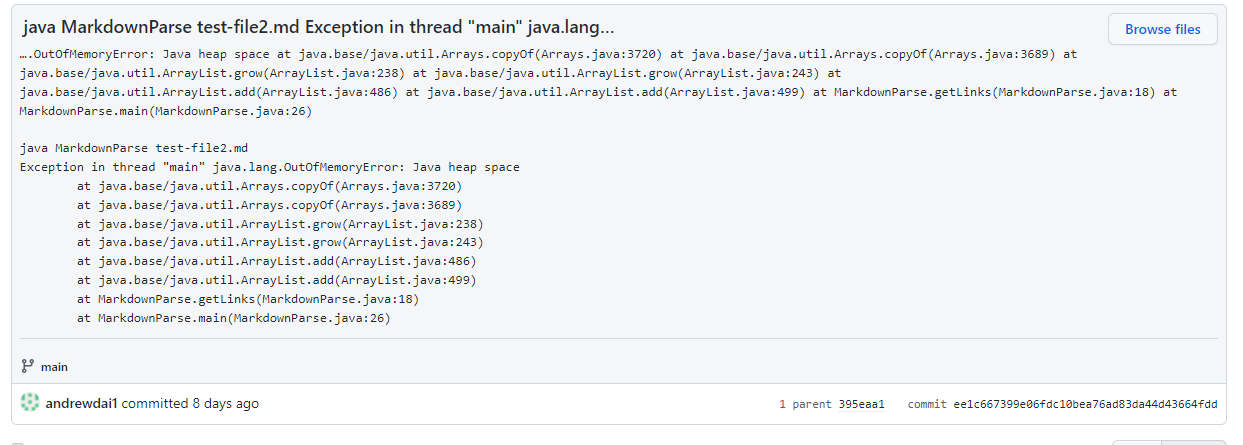 java MarkdownParse test-file2.md Exception in thread "main" java.lang...
Browse files
….OutOfMemoryError: Java heap space at java.base/java.util.Arrays.copyOf(Arrays.java:3720) at java.base/java.util.Arrays.copyOf(Arrays.java:3689) at
java.base/java.util.ArrayList.grow(ArrayList.java:238) at java.base/java.util.ArrayList.grow(ArrayList.java:243) at
java.base/java.util.ArrayList.add(ArrayList.java:486) at java.base/java.util.ArrayList.add(ArrayList.java:499) at MarkdownParse.getLinks(MarkdownParse.java:18) at
MarkdownParse.main(MarkdownParse.java:26)
java MarkdownParse test-file2.md
Exception in thread "main" java.lang.OutOfMemoryError: Java heap space
at java.base/java.util.Arrays.copyOf(Arrays.java:3720)
at java.base/java.util.Arrays.copyOf(Arrays.java:3689)
at java.base/java.util.ArrayList.grow(ArrayList.java:238)
at java.base/java.util.ArrayList.grow(ArrayList.java:243)
at java.base/java.util.ArrayList.add(ArrayList.java:486)
at java.base/java.util.ArrayList.add(ArrayList.java:499)
at MarkdownParse.getLinks(MarkdownParse.java:18)
at MarkdownParse.main(MarkdownParse.java:26)
main
andrewdai1 committed 8 days ago
1 parent 395eaa1 commit ee1c667399e06fdc10bea76ad83da44d43664fdd